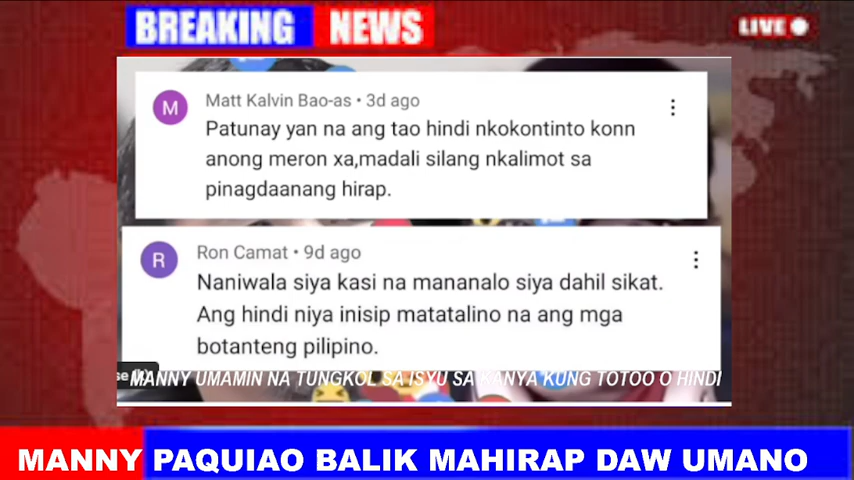 BREAKING NEWS
LIVE
M
Matt Kalvin Bao-as • 3d ago
Patunay yan na ang tao hindi nkokontinto konn
anong meron xa,madali silang nkalimot sa
pinagdaanang hirap.
R
Ron Camat • 9d ago
Naniwala siya kasi na mananalo siya dahil sikat.
Ang hindi niya inisip matatalino na ang mga
botanteng pilipino.
MANNY UMAMIN NA TUNGKOL SA ISYU SA KANYA KUNG TOTOO O HINDI
MANNY PAQUIAO BALIK MAHIRAP DAW UMANO